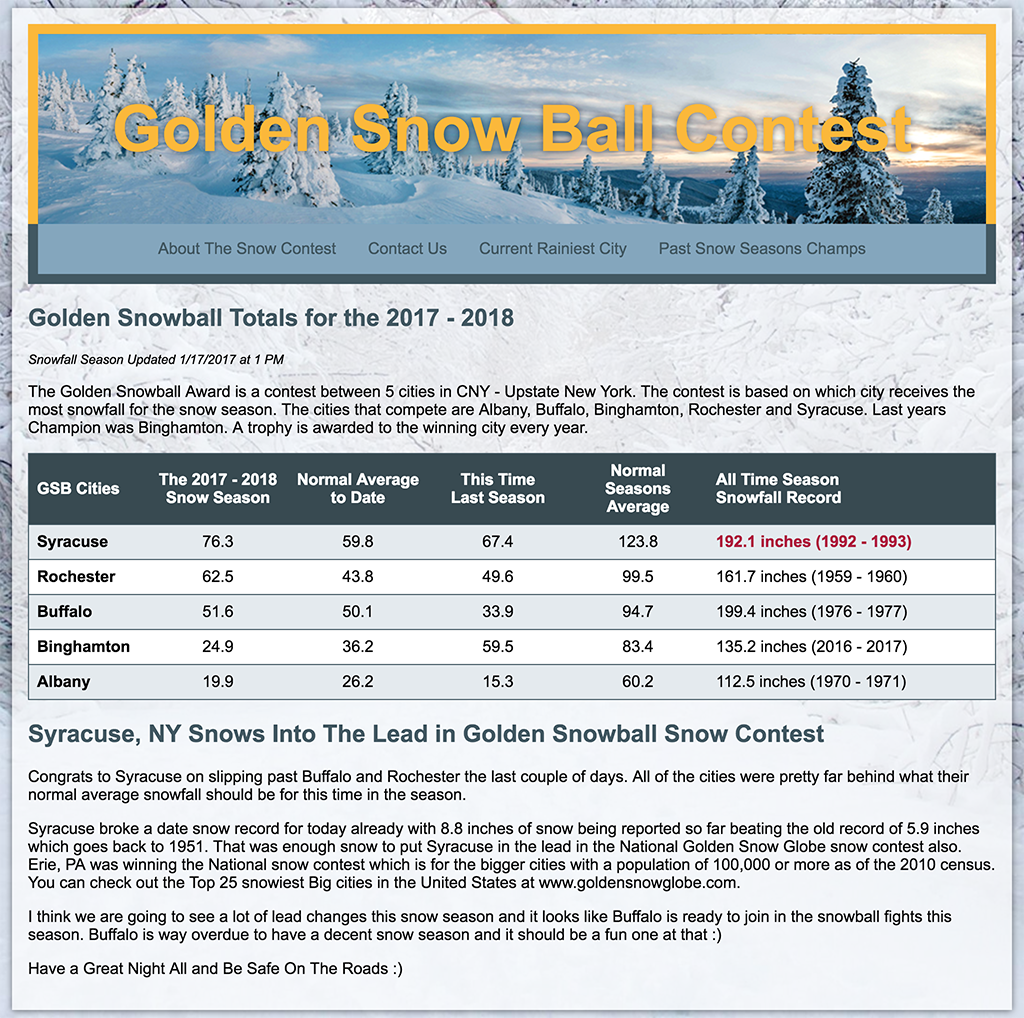 Golden Snow Ball Contest
About The Snow Contest Contact Us Current Rainiest City Past Snow Seasons Champs
Golden Snowball Totals for the 2017 - 2018
Snowfall Season Updated 1/17/2017 at 1 PM
The Golden Snowball Award is a contest between 5 cities in CNY - Upstate New York. The contest is based on which city receives the
most snowfall for the snow season. The cities that compete are Albany, Buffalo, Binghamton, Rochester and Syracuse. Last years
Champion was Binghamton. A trophy is awarded to the winning city every year.
GSB Cities
The 2017 - 2018
Snow Season
Normal Average
to Date
This Time
Last Season
Normal
Seasons
Average
All Time Season
Snowfall Record
Syracuse 76.3 59.8 67.4 123.8 192.1 inches (1992 - 1993)
Rochester 62.5 43.8 49.6 99.5 161.7 inches (1959 - 1960)
Buffalo 51.6 50.1 33.9 94.7 199.4 inches (1976 - 1977)
Binghamton 24.9 36.2 59.5 83.4 135.2 inches (2016 - 2017)
Albany 19.9 26.2 15.3 60.2 112.5 inches (1970 - 1971)
Syracuse, NY Snows Into The Lead in Golden Snowball Snow Contest
Congrats to Syracuse on slipping past Buffalo and Rochester the last couple of days. All of the cities were pretty far behind what their
normal average snowfall should be for this time in the season.
Syracuse broke a date snow record for today already with 8.8 inches of snow being reported so far beating the old record of 5.9 inches
which goes back to 1951. That was enough snow to put Syracuse in the lead in the National Golden Snow Globe snow contest also.
Erie, PA was winning the National snow contest which is for the bigger cities with a population of 100,000 or more as of the 2010 census.
You can check out the Top 25 snowiest Big cities in the United States at www.goldensnowglobe.com.
I think we are going to see a lot of lead changes this snow season and it looks like Buffalo is ready to join in the snowball fights this
season. Buffalo is way overdue to have a decent snow season and it should be a fun one at that :)
Have a Great Night All and Be Safe On The Roads :)